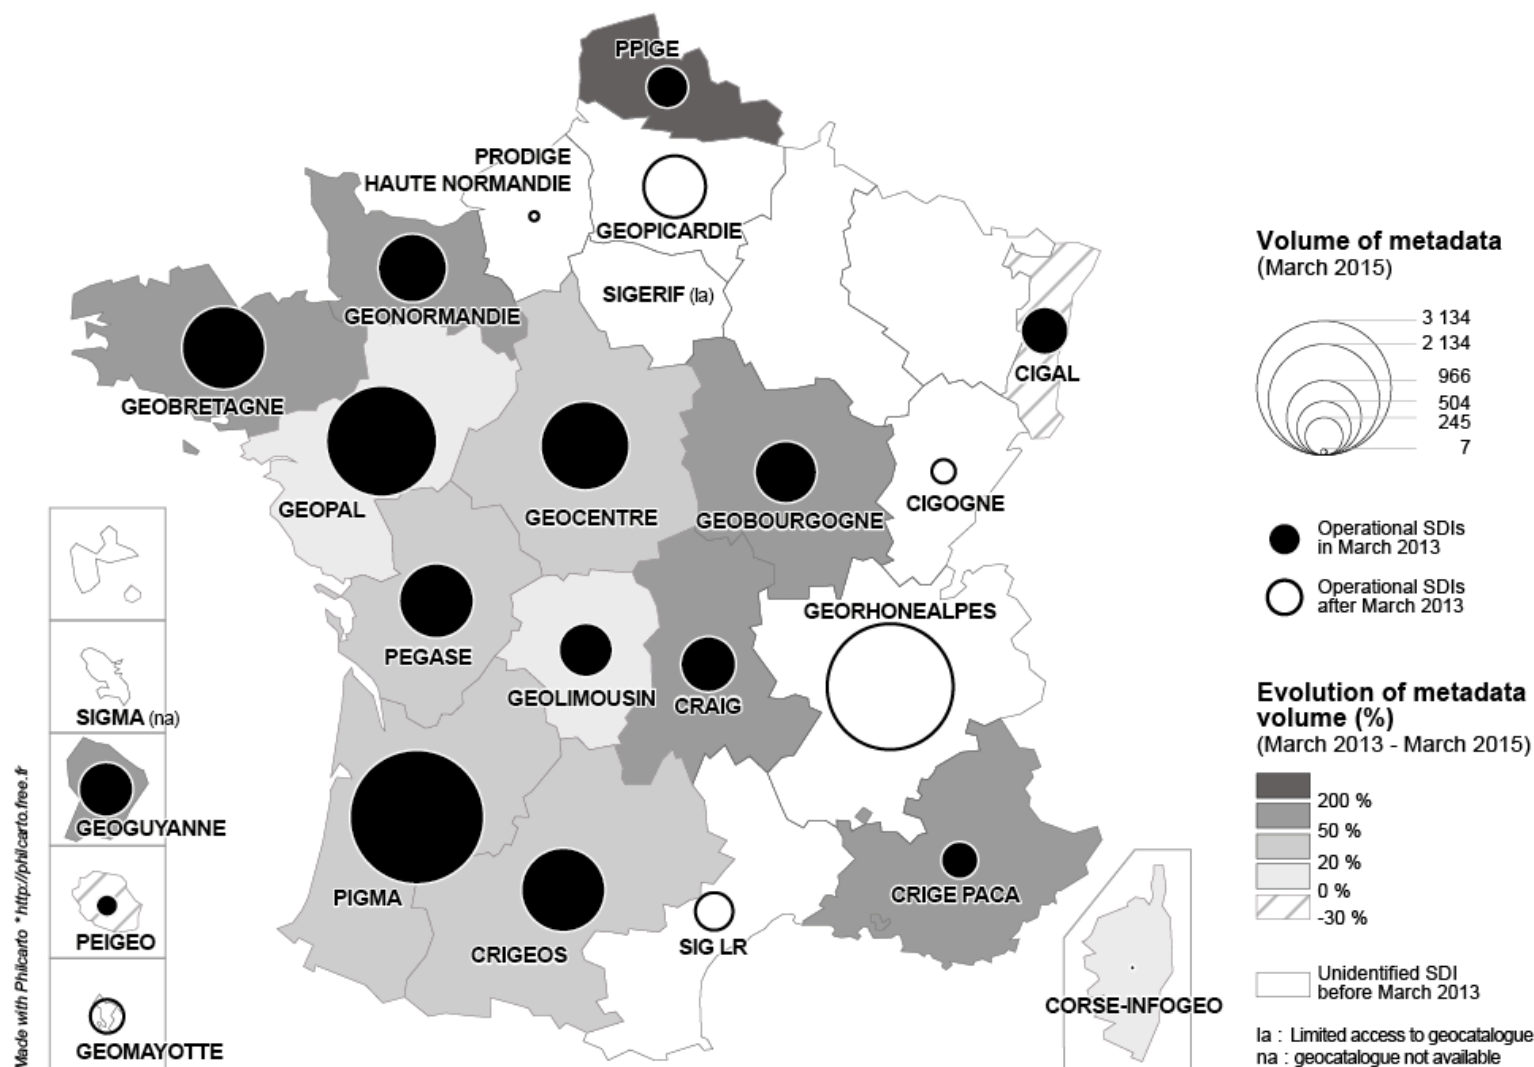 PPIGE
PRODIGE
HAUTE NORMANDIE
GEOPICARDIE
SIGERIF (la)
GEONORMANDIE
CIGAL
GEOBRETAGNE
GEOPAL
GEOCENTRE
GEOBOURGOGNE
CIGOGNE
GEORHONEALPES
PEGASE
GEOLIMOUSIN
CRAIG
PIGMA
CRIGEOS
SIG LR
CRIGE PACA
CORSE-INFOGEO
SIGMA (na)
GEOGUYANNE
PEIGEO
GEOMAYOTTE
Made with Philcarto * http://philcarto.free.fr
Volume of metadata
(March 2015)
3 134
2 134
966
504
245
7
Operational SDIs
in March 2013
Operational SDIs
after March 2013
Evolution of metadata
volume (%)
(March 2013 - March 2015)
200 %
50 %
20 %
0 %
-30 %
Unidentified SDI
before March 2013
la : Limited access to geocatalogue
na : geocatalogue not available